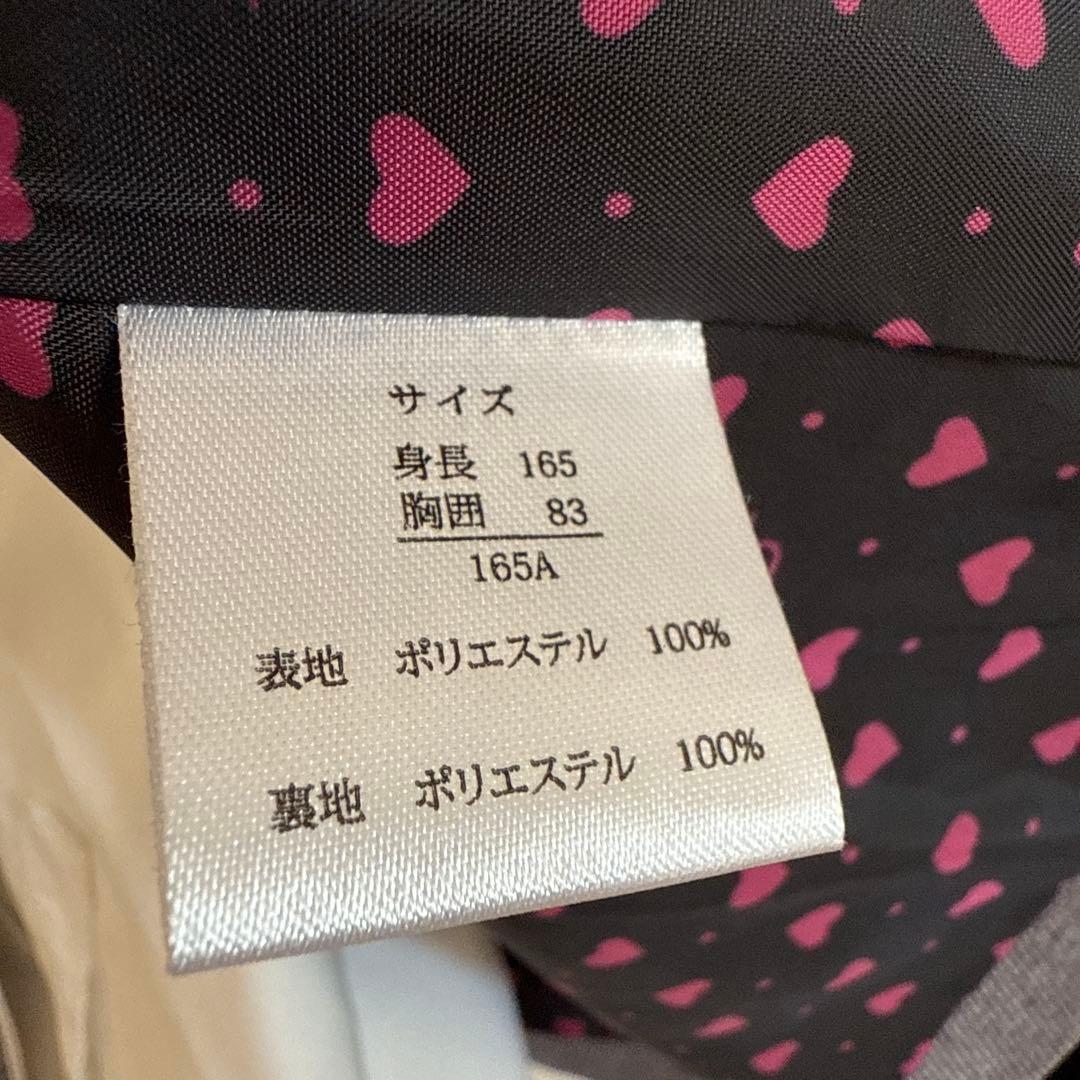 サイズ
身長 165
胸囲 83
165A
表地 ポリエステル 100%
裏地 ポリエステル 100%